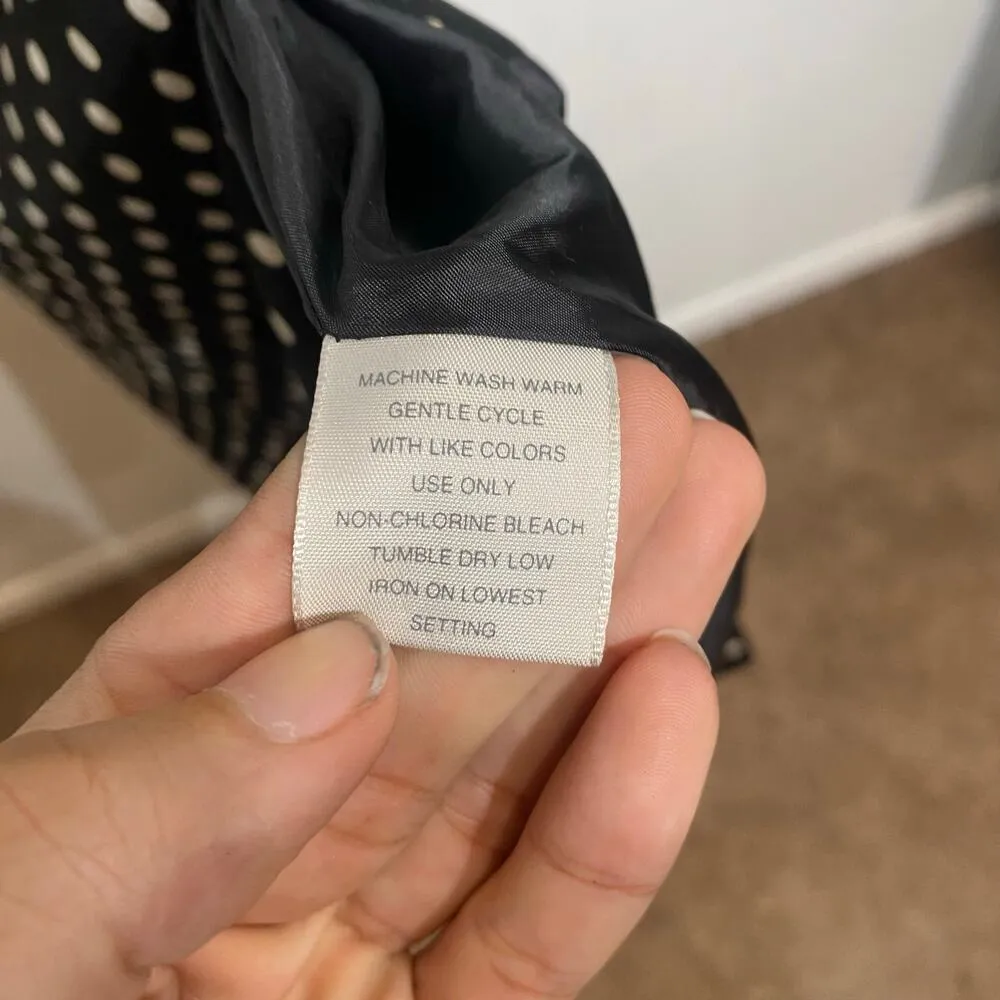 MACHINE WASH WARM
GENTLE CYCLE
WITH LIKE COLORS
USE ONLY
NON-CHLORINE BLEACH
TUMBLE DRY LOW
IRON ON LOWEST
SETTING